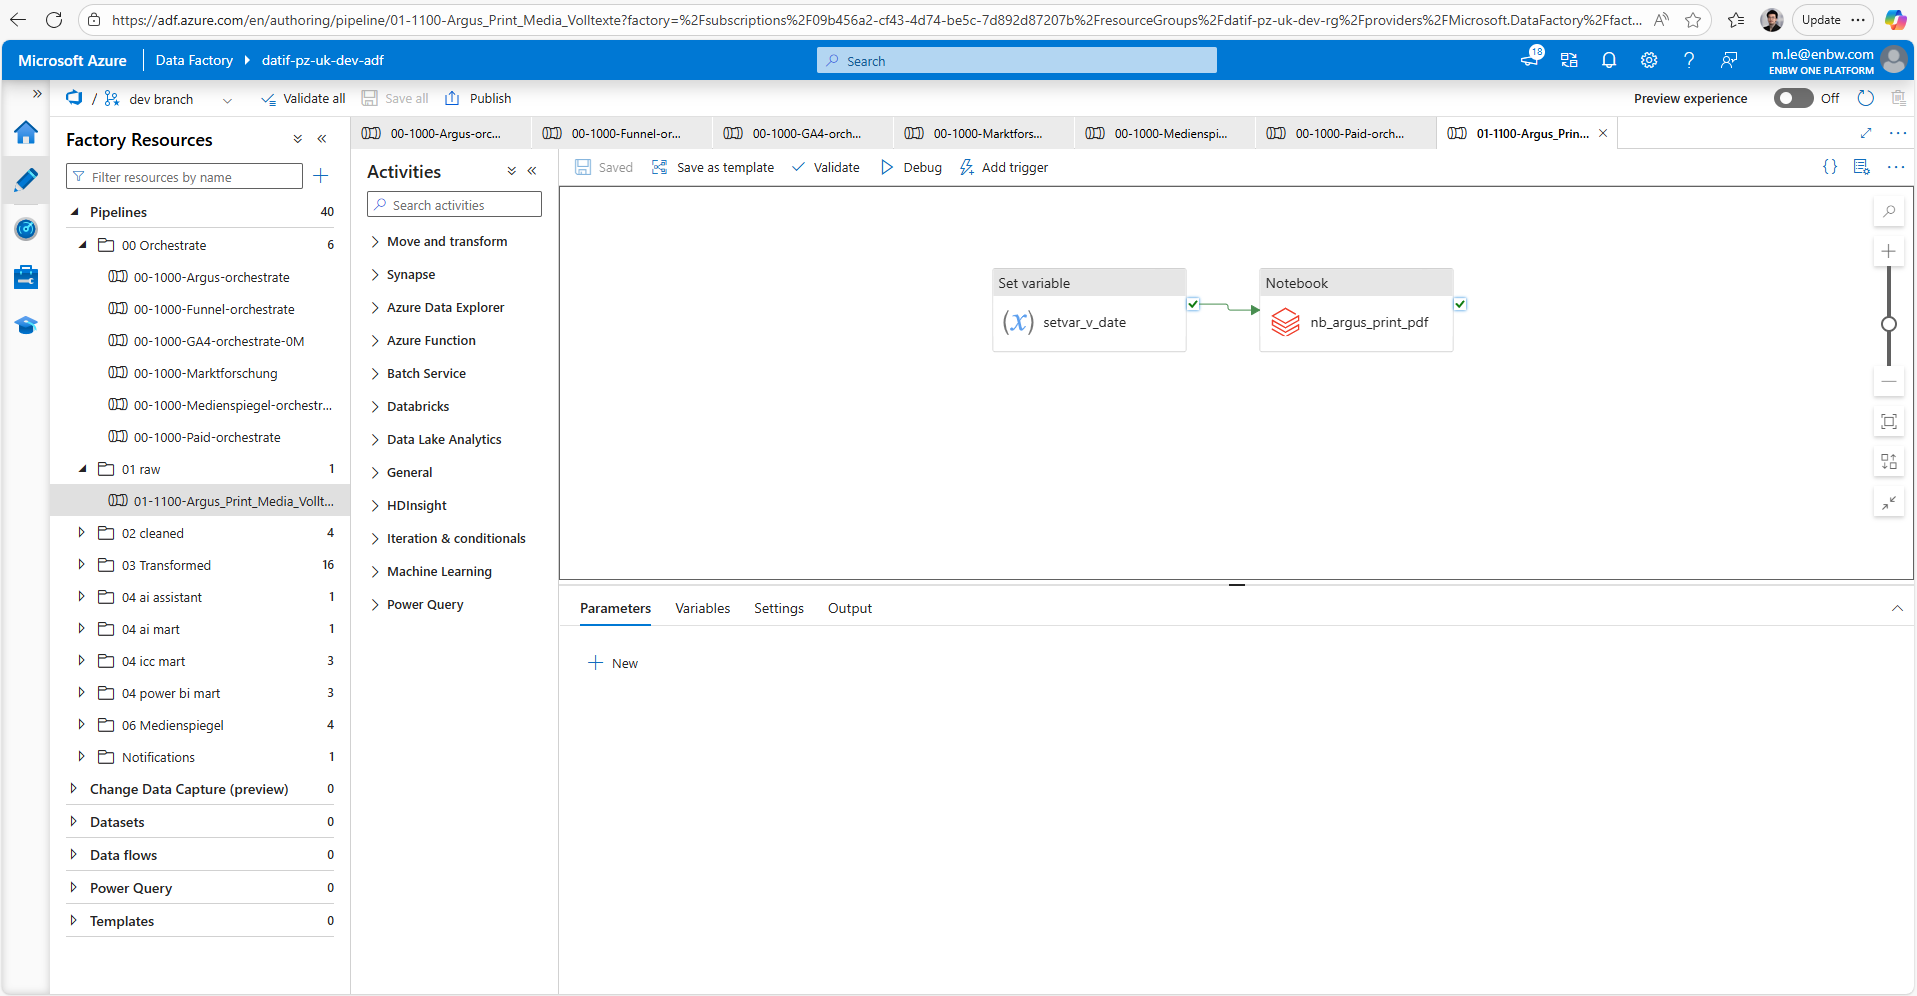 https://adf.azure.com/en/authoring/pipeline/01-1100-Argus_Print_Media_Volltexte?factory=%2Fsubscriptions%2F09b456a2-cf43-4d74-be5c-7d892d87207b%2FresourceGroups%2Fdatif-pz-uk-dev-rg%2Fproviders%2FMicrosoft.DataFactory%2Ffact...
Update
Microsoft Azure
Data Factory
datif-pz-uk-dev-adf
Search
18
m.le@enbw.com
ENBW ONE PLATFORM
/ dev branch
Validate all
Save all
Publish
Preview experience
Off
Factory Resources
Filter resources by name
Pipelines 40
00 Orchestrate 6
00-1000-Argus-orchestrate
00-1000-Funnel-orchestrate
00-1000-GA4-orchestrate-0M
00-1000-Marktforschung
00-1000-Medienspiegel-orchestr...
00-1000-Paid-orchestrate
01 raw 1
01-1100-Argus_Print_Media_Vollt...
02 cleaned 4
03 Transformed 16
04 ai assistant 1
04 ai mart 1
04 icc mart 3
04 power bi mart 3
06 Medienspiegel 4
Notifications 1
Change Data Capture (preview) 0
Datasets 0
Data flows 0
Power Query 0
Templates 0
00-1000-Argus-orc...
00-1000-Funnel-or...
00-1000-GA4-orch...
00-1000-Marktfors...
00-1000-Medienspi...
00-1000-Paid-orch...
01-1100-Argus_Prin...
Activities
Search activities
Move and transform
Synapse
Azure Data Explorer
Azure Function
Batch Service
Databricks
Data Lake Analytics
General
HDInsight
Iteration & conditionals
Machine Learning
Power Query
Saved
Save as template
Validate
Debug
Add trigger
{}
Set variable
(x) setvar_v_date
Notebook
nb_argus_print_pdf
Parameters
Variables
Settings
Output
New